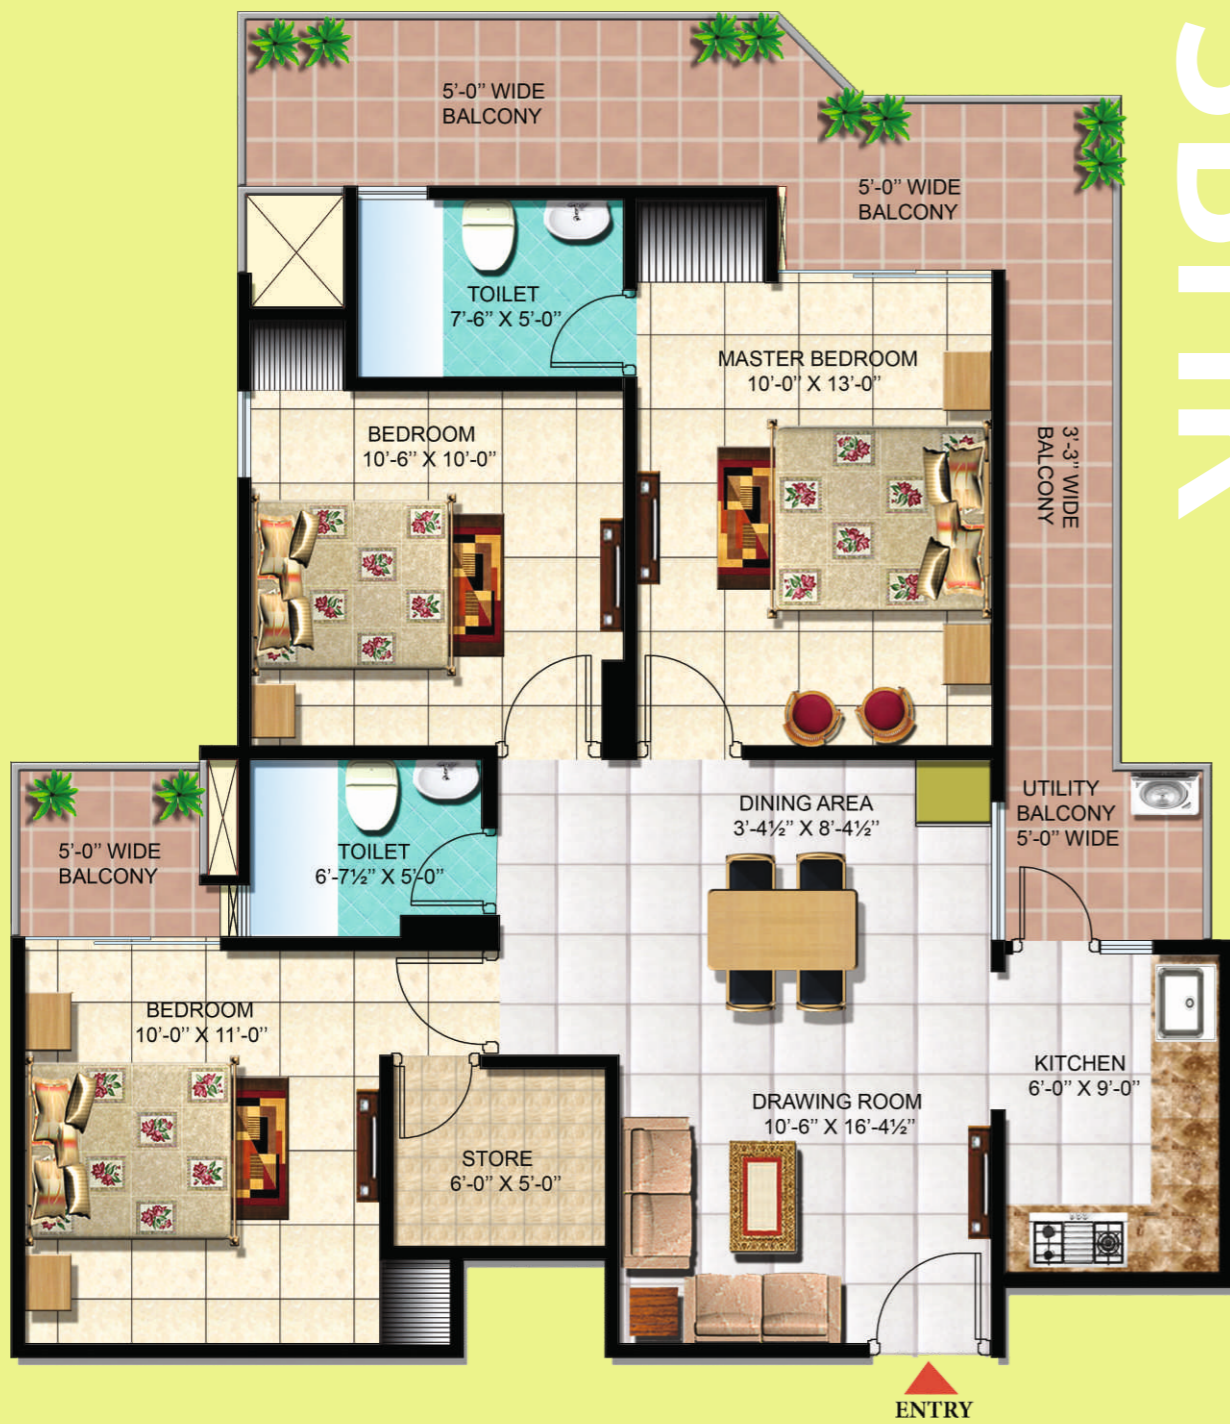 5'-0" WIDE
BALCONY
5'-0" WIDE
BALCONY
TOILET
7'-6" X 5'-0"
MASTER BEDROOM
10'-0" X 13'-0"
BEDROOM
10'-6" X 10'-0"
3'-3" WIDE
BALCONY
UTILITY
BALCONY
5'-0" WIDE
DINING AREA
3'-4½" X 8'-4½"
5'-0" WIDE
BALCONY
TOILET
6'-7½" X 5'-0"
BEDROOM
10'-0" X 11'-0"
KITCHEN
6'-0" X 9'-0"
DRAWING ROOM
10'-6" X 16'-4½"
STORE
6'-0" X 5'-0"
ENTRY